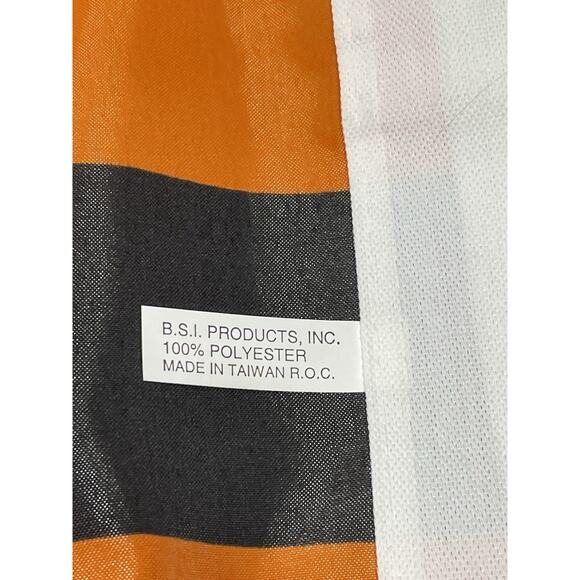 B.S.I. PRODUCTS, INC.
100% POLYESTER
MADE IN TAIWAN R.O.C.